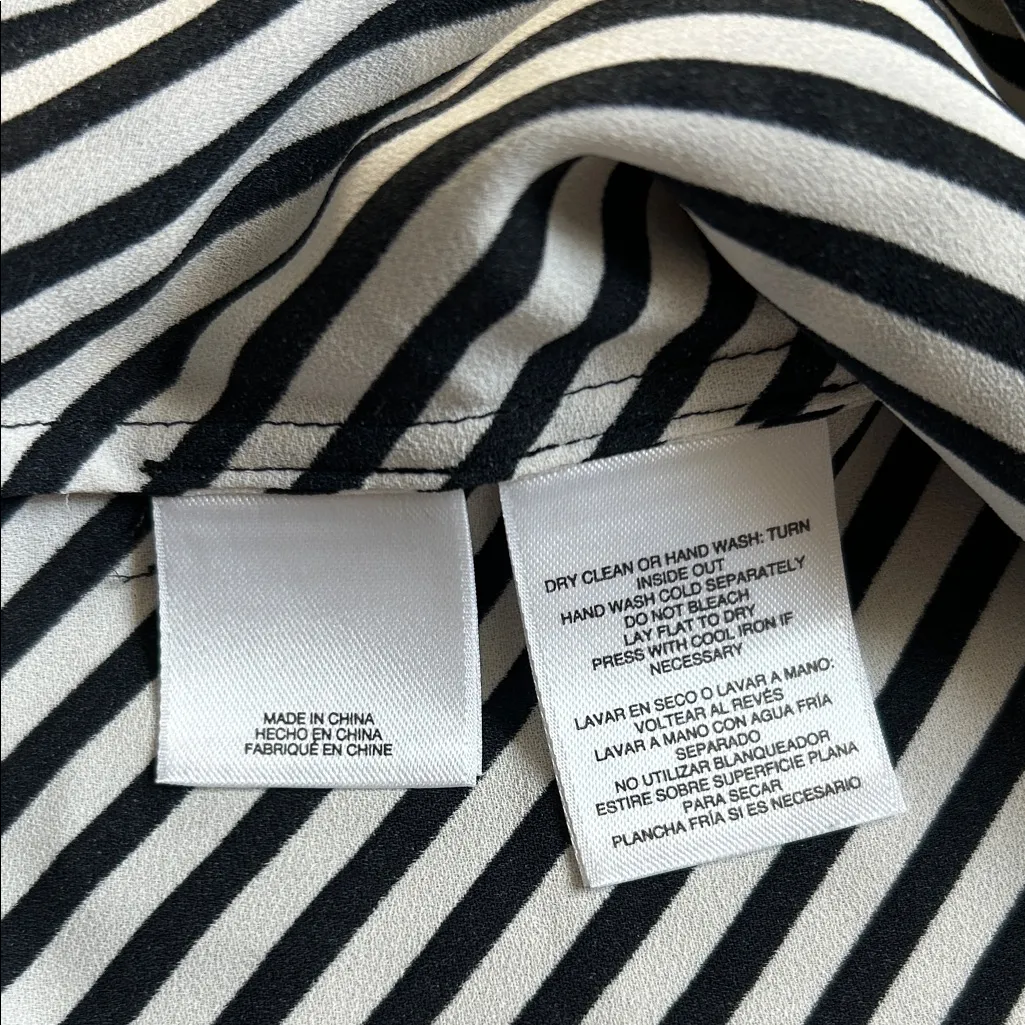 MADE IN CHINA
HECHO EN CHINA
FABRIQUÉ EN CHINE
DRY CLEAN OR HAND WASH: TURN
INSIDE OUT
HAND WASH COLD SEPARATELY
DO NOT BLEACH
LAY FLAT TO DRY
PRESS WITH COOL IRON IF
NECESSARY
LAVAR EN SECO O LAVAR A MANO:
VOLTEAR AL REVÉS
LAVAR A MANO CON AGUA FRÍA
SEPARADO
NO UTILIZAR BLANQUEADOR
ESTIRE SOBRE SUPERFICIE PLANA
PARA SECAR
PLANCHA FRÍA SI ES NECESARIO